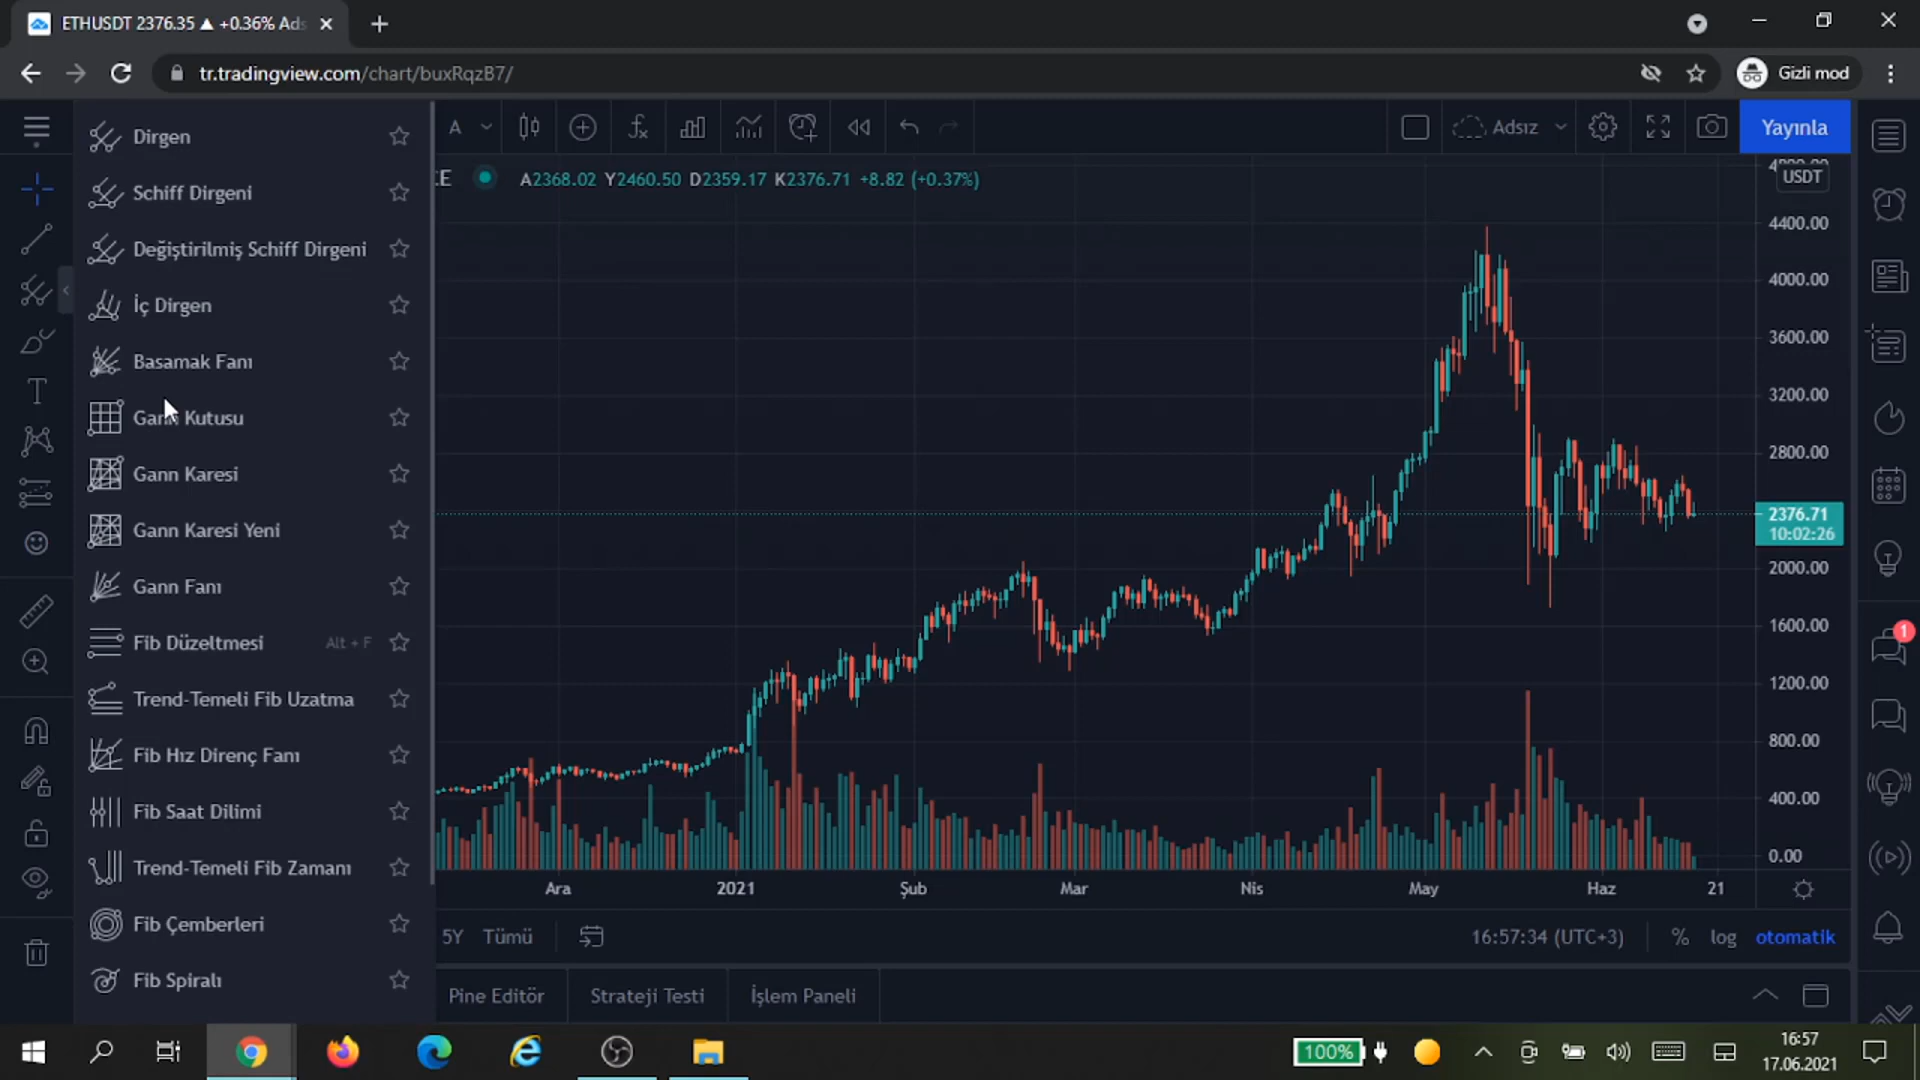 ETHUSDT 2376.35 ▲ +0.36% Ads
tr.tradingview.com/chart/buxRqzB7/
Gizli mod
Dirgen
Schiff Dirgeni
Değiştirilmiş Schiff Dirgeni
İç Dirgen
Basamak Fanı
Gann Kutusu
Gann Karesi
Gann Karesi Yeni
Gann Fanı
Fib Düzeltmesi Alt + F
Trend-Temeli Fib Uzatma
Fib Hız Direnç Fanı
Fib Saat Dilimi
Trend-Temeli Fib Zamanı
Fib Çemberleri
Fib Spiralı
A
Adsız
Yayınla
E A2368.02 Y2460.50 D2359.17 K2376.71 +8.82 (+0.37%)
USDT
4400.00
4000.00
3600.00
3200.00
2800.00
2376.71
10:02:26
2000.00
1600.00
1200.00
800.00
400.00
0.00
Ara 2021 Şub Mar Nis May Haz 21
5Y Tümü 16:57:34 (UTC+3) % log otomatik
Pine Editör Strateji Testi İşlem Paneli
1
100%
16:57
17.06.2021